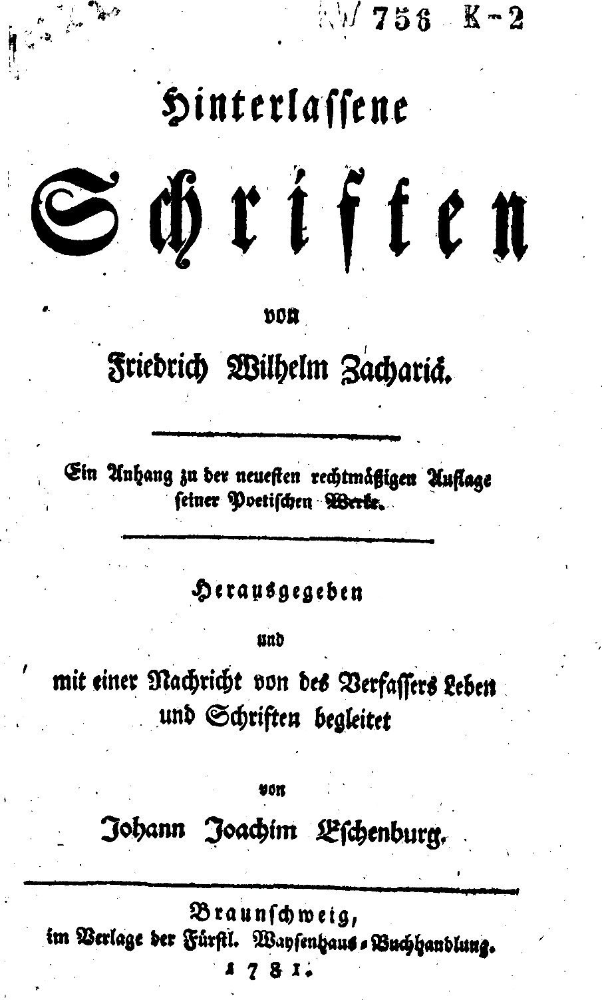 756 K-2
Hinterlassene
Schriften
von
Friedrich Wilhelm Zachariä.
Ein Anhang zu der neuesten rechtmäßigen Auflage
seiner Poetischen Werke.
Herausgegeben
und
mit einer Nachricht von des Verfassers Leben
und Schriften begleitet
von
Johann Joachim Eschenburg.
Braunschweig,
im Verlage der Fürstl. Waysenhaus-Buchhandlung.
1781.